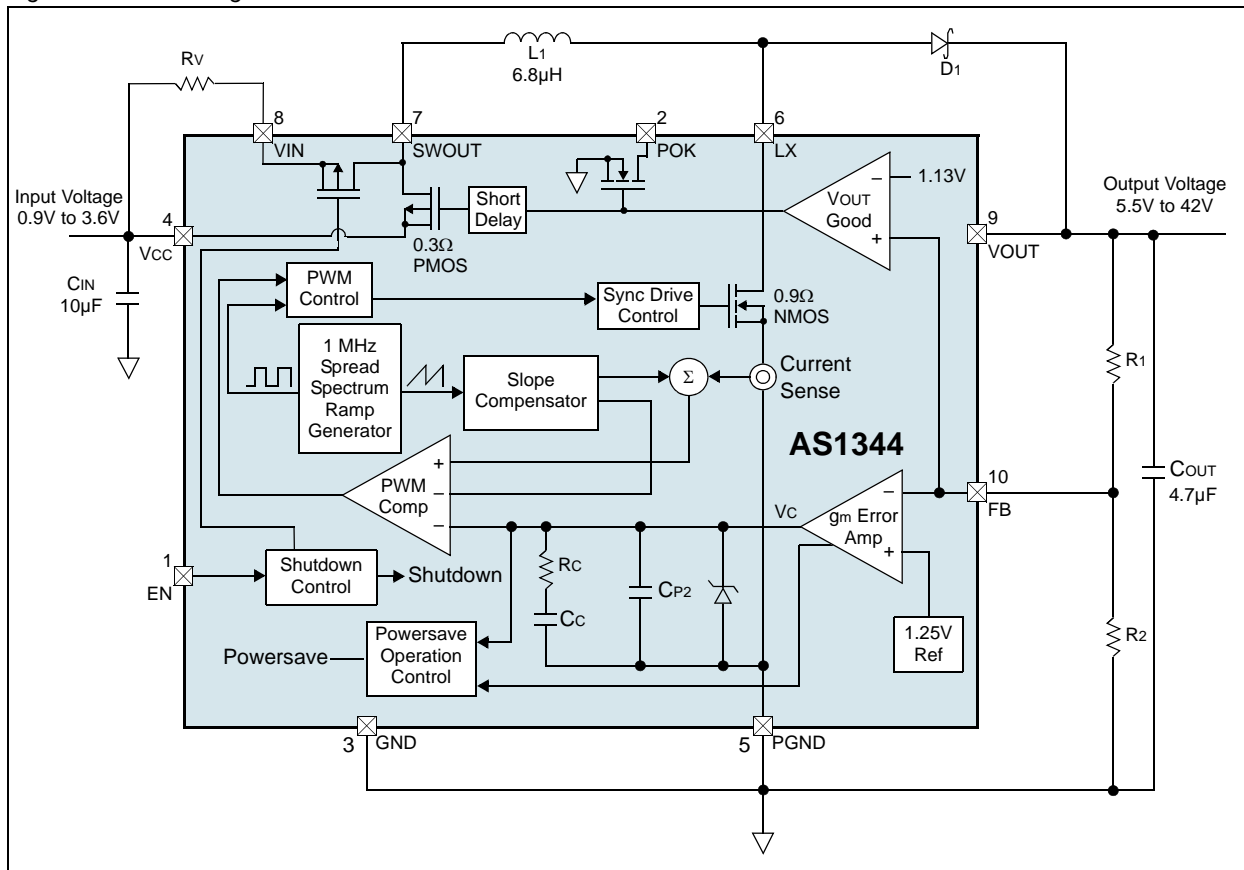 L1
6.8µH
D1
RV
8
VIN
7
SWOUT
2
POK
6
LX
Input Voltage
0.9V to 3.6V
4
VCC
Short
Delay
0.3Ω
PMOS
VOUT
Good
−
+
1.13V
Output Voltage
5.5V to 42V
9
VOUT
CIN
10µF
PWM
Control
Sync Drive
Control
0.9Ω
NMOS
1 MHz
Spread
Spectrum
Ramp
Generator
Slope
Compensator
Σ
Current
Sense
R1
AS1344
PWM
Comp
+
−
−
VC
gm Error
Amp
−
+
10
FB
COUT
4.7µF
1
EN
Shutdown
Control
Shutdown
RC
CC
CP2
1.25V
Ref
R2
Powersave
Powersave
Operation
Control
3
GND
5
PGND